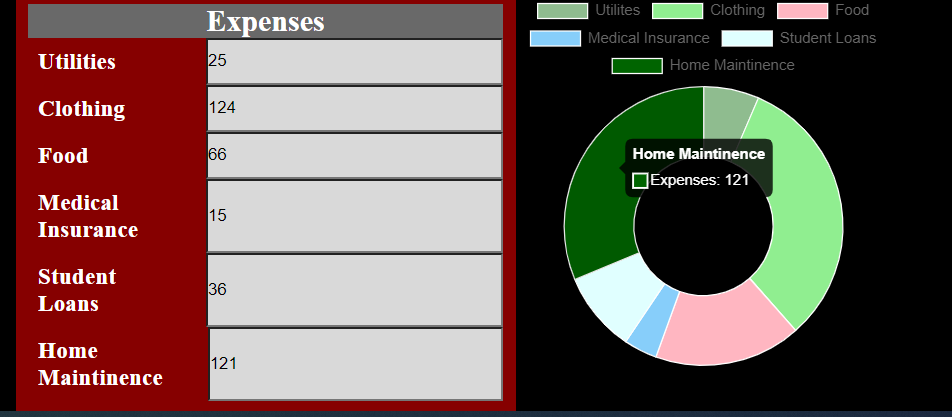 Expenses
Utilities 25
Clothing 124
Food 66
Medical
Insurance 15
Student
Loans 36
Home
Maintinence 121
Utilites Clothing Food
Medical Insurance Student Loans
Home Maintinence
Home Maintinence
Expenses: 121